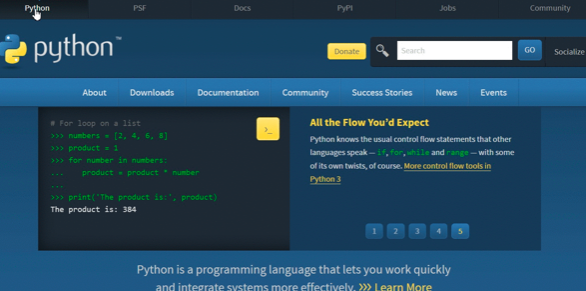 Python PSF Docs PyPI Jobs Community
python™
Donate Search GO Socialize
About Downloads Documentation Community Success Stories News Events
# For loop on a list
>>> numbers = [2, 4, 6, 8]
>>> product = 1
>>> for number in numbers:
...    product = product * number
...
>>> print('The product is:', product)
The product is: 384
>_
All the Flow You'd Expect
Python knows the usual control flow statements that other
languages speak — if, for, while and range — with some
of its own twists, of course. More control flow tools in
Python 3
1 2 3 4 5
Python is a programming language that lets you work quickly
and integrate systems more effectively. >>> Learn More